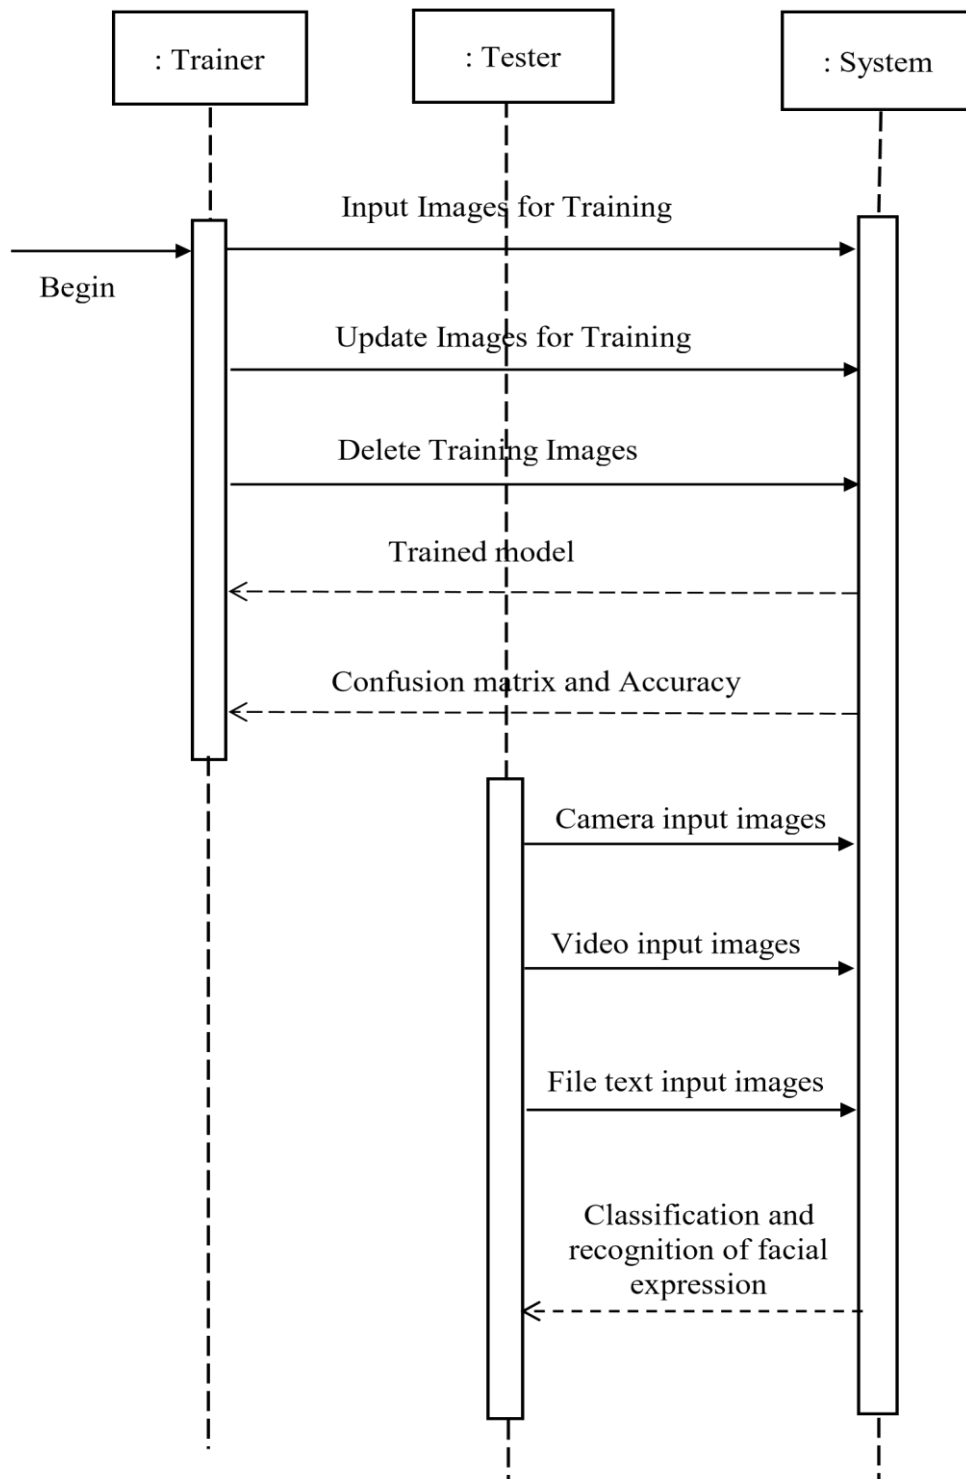 : Trainer
: Tester
: System
Input Images for Training
Begin
Update Images for Training
Delete Training Images
Trained model
Confusion matrix and Accuracy
Camera input images
Video input images
File text input images
Classification and
recognition of facial
expression